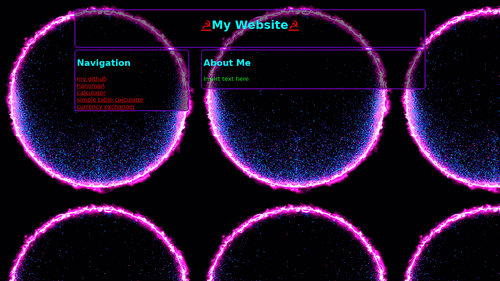 ☭My Website☭
Navigation
my github
hangman
calculator
simple table calculator
currency exchanger
About Me
Insert text here